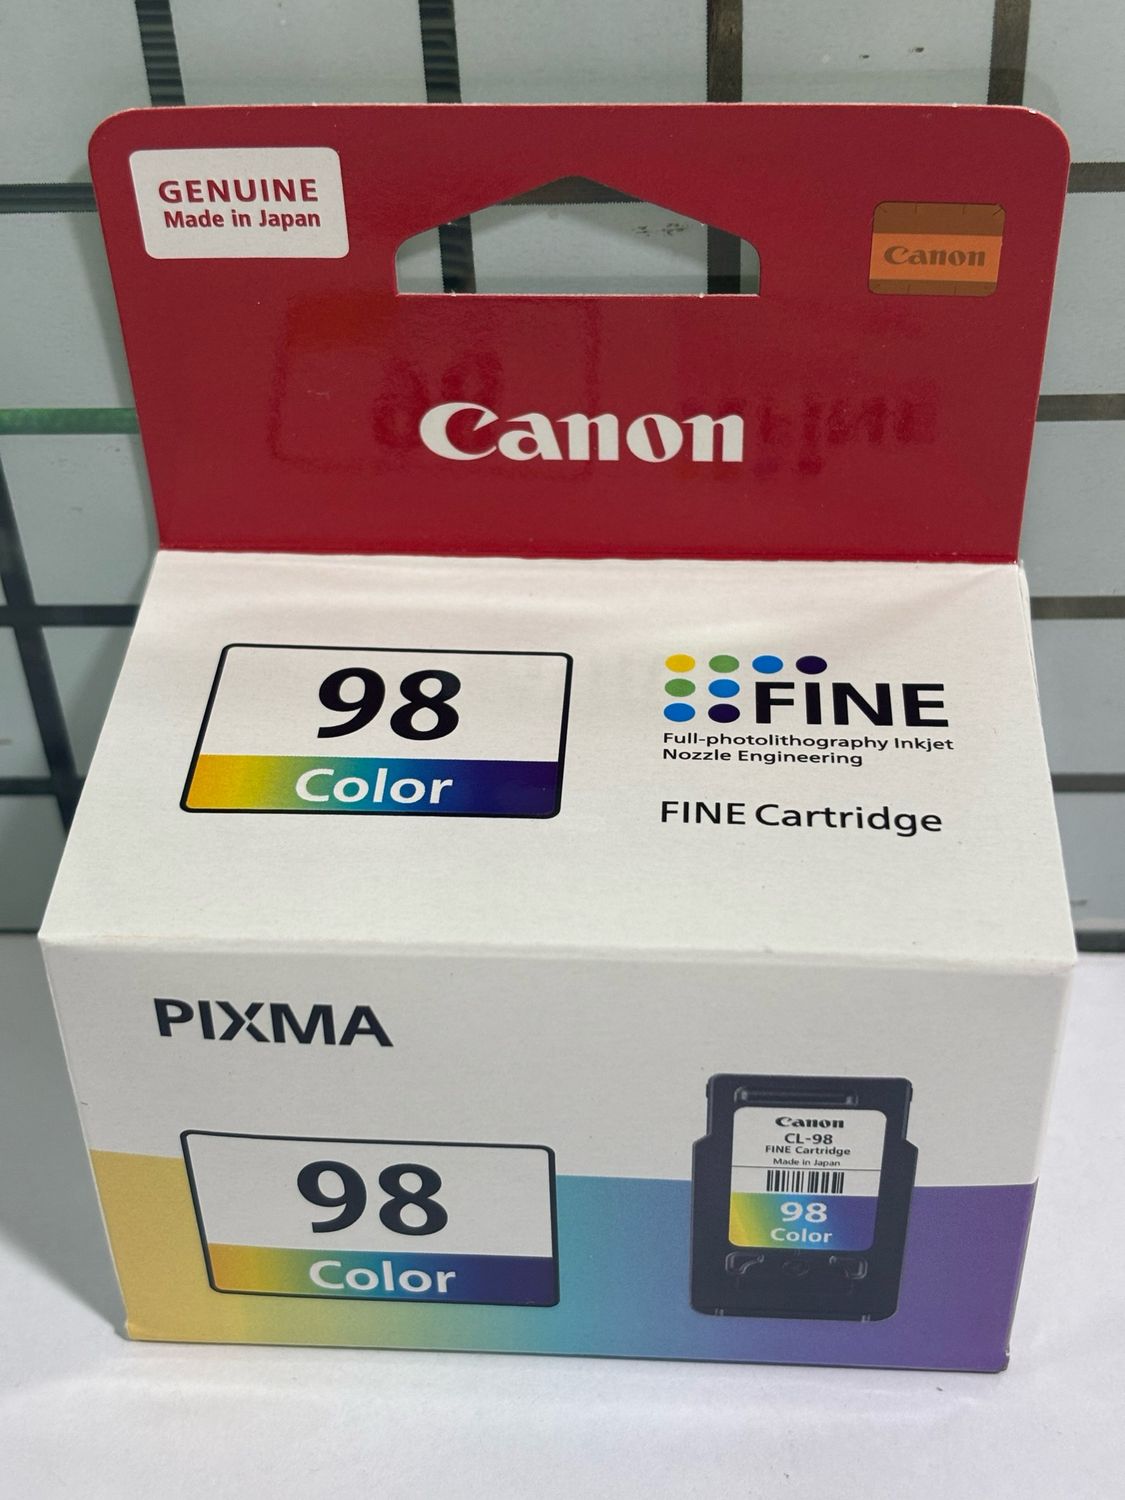 GENUINE
Made in Japan
Canon
Canon
98
Color
FINE
Full-photolithography Inkjet
Nozzle Engineering
FINE Cartridge
PIXMA
98
Color
Canon
CL-98
FINE Cartridge
Made in Japan
98
Color